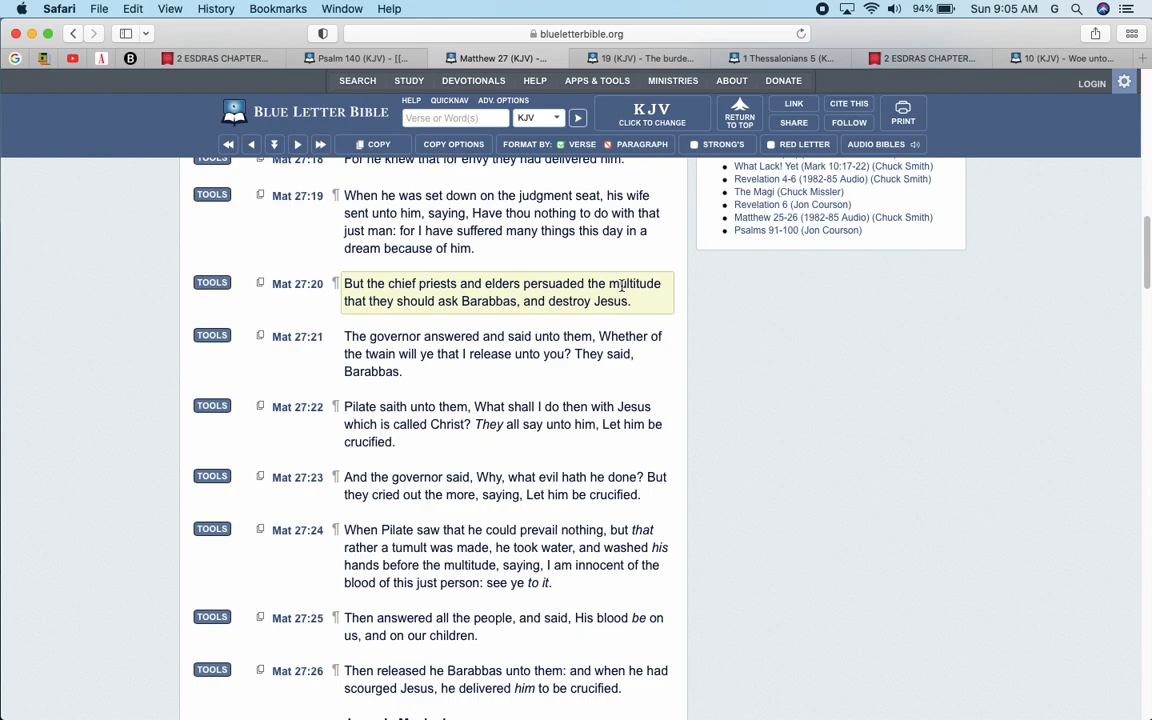 Safari File Edit View History Bookmarks Window Help 94% Sun 9:05 AM G
blueletterbible.org
2 ESDRAS CHAPTER... Psalm 140 (KJV) - [[... Matthew 27 (KJV) -... 19 (KJV) - The burde... 1 Thessalonians 5 (K... 2 ESDRAS CHAPTER... 10 (KJV) - Woe unto...
SEARCH STUDY DEVOTIONALS HELP APPS & TOOLS MINISTRIES ABOUT DONATE LOGIN
BLUE LETTER BIBLE
HELP QUICKNAV ADV. OPTIONS
Verse or Word(s) KJV
KJV
CLICK TO CHANGE
RETURN
TO TOP
LINK CITE THIS
SHARE FOLLOW
PRINT
COPY COPY OPTIONS FORMAT BY: VERSE PARAGRAPH STRONG'S RED LETTER AUDIO BIBLES
TOOLS Mat 27:18 For he knew that for envy they had delivered him.
TOOLS Mat 27:19 ¶ When he was set down on the judgment seat, his wife
sent unto him, saying, Have thou nothing to do with that
just man: for I have suffered many things this day in a
dream because of him.
TOOLS Mat 27:20 ¶ But the chief priests and elders persuaded the multitude
that they should ask Barabbas, and destroy Jesus.
TOOLS Mat 27:21 ¶ The governor answered and said unto them, Whether of
the twain will ye that I release unto you? They said,
Barabbas.
TOOLS Mat 27:22 ¶ Pilate saith unto them, What shall I do then with Jesus
which is called Christ? They all say unto him, Let him be
crucified.
TOOLS Mat 27:23 ¶ And the governor said, Why, what evil hath he done? But
they cried out the more, saying, Let him be crucified.
TOOLS Mat 27:24 ¶ When Pilate saw that he could prevail nothing, but that
rather a tumult was made, he took water, and washed his
hands before the multitude, saying, I am innocent of the
blood of this just person: see ye to it.
TOOLS Mat 27:25 ¶ Then answered all the people, and said, His blood be on
us, and on our children.
TOOLS Mat 27:26 ¶ Then released he Barabbas unto them: and when he had
scourged Jesus, he delivered him to be crucified.
What Lack! Yet (Mark 10:17-22) (Chuck Smith)
Revelation 4-6 (1982-85 Audio) (Chuck Smith)
The Magi (Chuck Missler)
Revelation 6 (Jon Courson)
Matthew 25-26 (1982-85 Audio) (Chuck Smith)
Psalms 91-100 (Jon Courson)